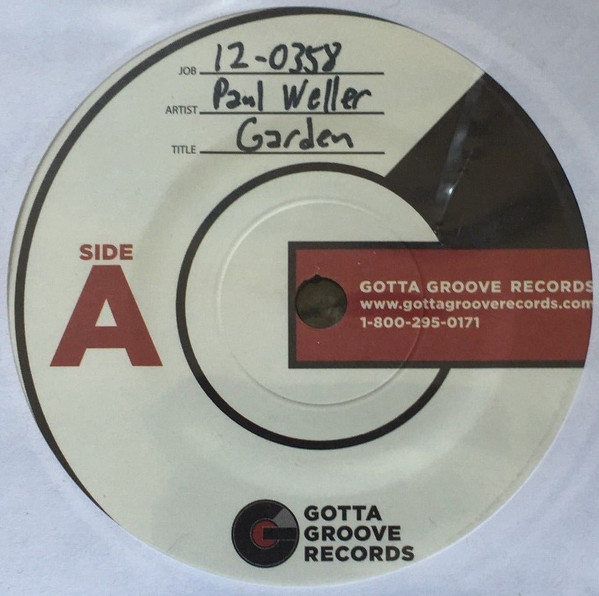 JOB 12-0358
ARTIST Paul Weller
TITLE Garden
SIDE
A
GOTTA GROOVE RECORDS
www.gottagrooverecords.com
1-800-295-0171
GOTTA
GROOVE
RECORDS